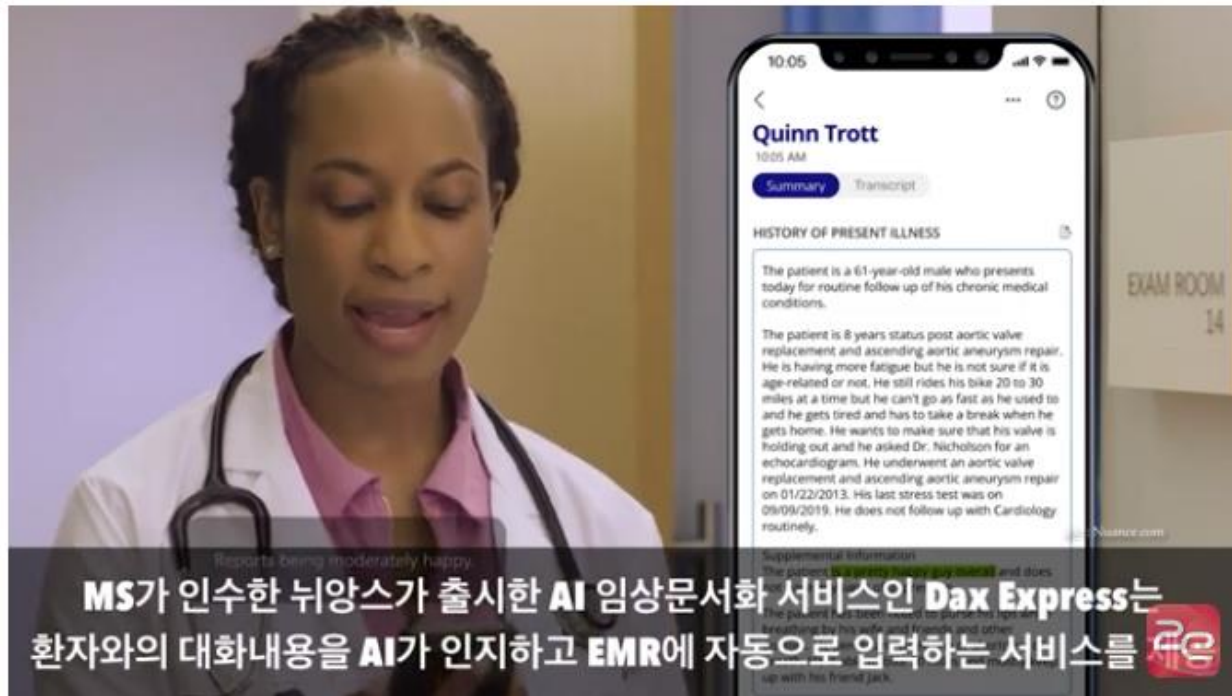 10:05
Quinn Trott
10:05 AM
Summary Transcript
HISTORY OF PRESENT ILLNESS
The patient is a 61-year-old male who presents
today for routine follow up of his chronic medical
conditions.
The patient is 8 years status post aortic valve
replacement and ascending aortic aneurysm repair.
He is having more fatigue but he is not sure if it is
age-related or not. He still rides his bike 20 to 30
miles at a time but he can't go as fast as he used to
and he gets tired and has to take a break when he
gets home. He wants to make sure that his valve is
holding out and he asked Dr. Nicholson for an
echocardiogram. He underwent an aortic valve
replacement and ascending aortic aneurysm repair
on 01/22/2013. His last stress test was on
09/09/2019. He does not follow up with Cardiology
routinely.
Supplemental Information
The patient is a pretty happy guy overall and does
up with his friend Jack.
EXAM ROOM
14
Nuance.com
Reports being moderately happy.
MS가 인수한 뉘앙스가 출시한 AI 임상문서화 서비스인 Dax Express는
환자와의 대화내용을 AI가 인지하고 EMR에 자동으로 입력하는 서비스를